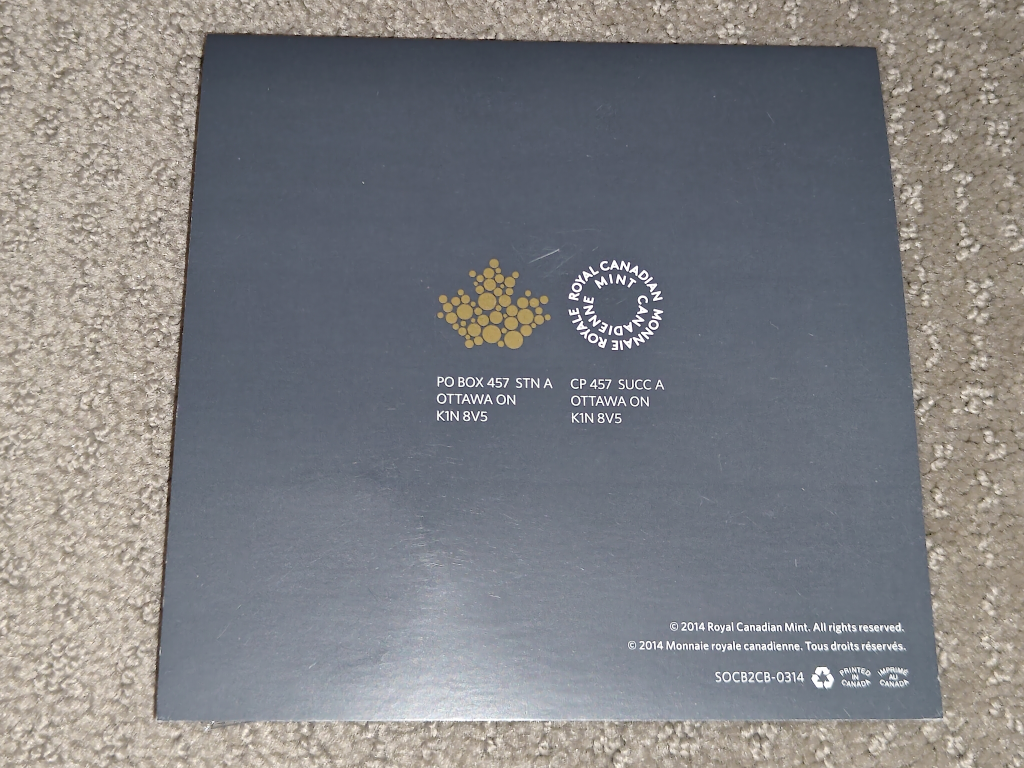 ROYAL CANADIAN MINT
MONNAIE ROYALE CANADIENNE
PO BOX 457 STN A
OTTAWA ON
K1N 8V5
CP 457 SUCC A
OTTAWA ON
K1N 8V5
© 2014 Royal Canadian Mint. All rights reserved.
© 2014 Monnaie royale canadienne. Tous droits réservés.
SOCB2CB-0314
PRINTED
IN
CANADA
IMPRIMÉ
AU
CANADA